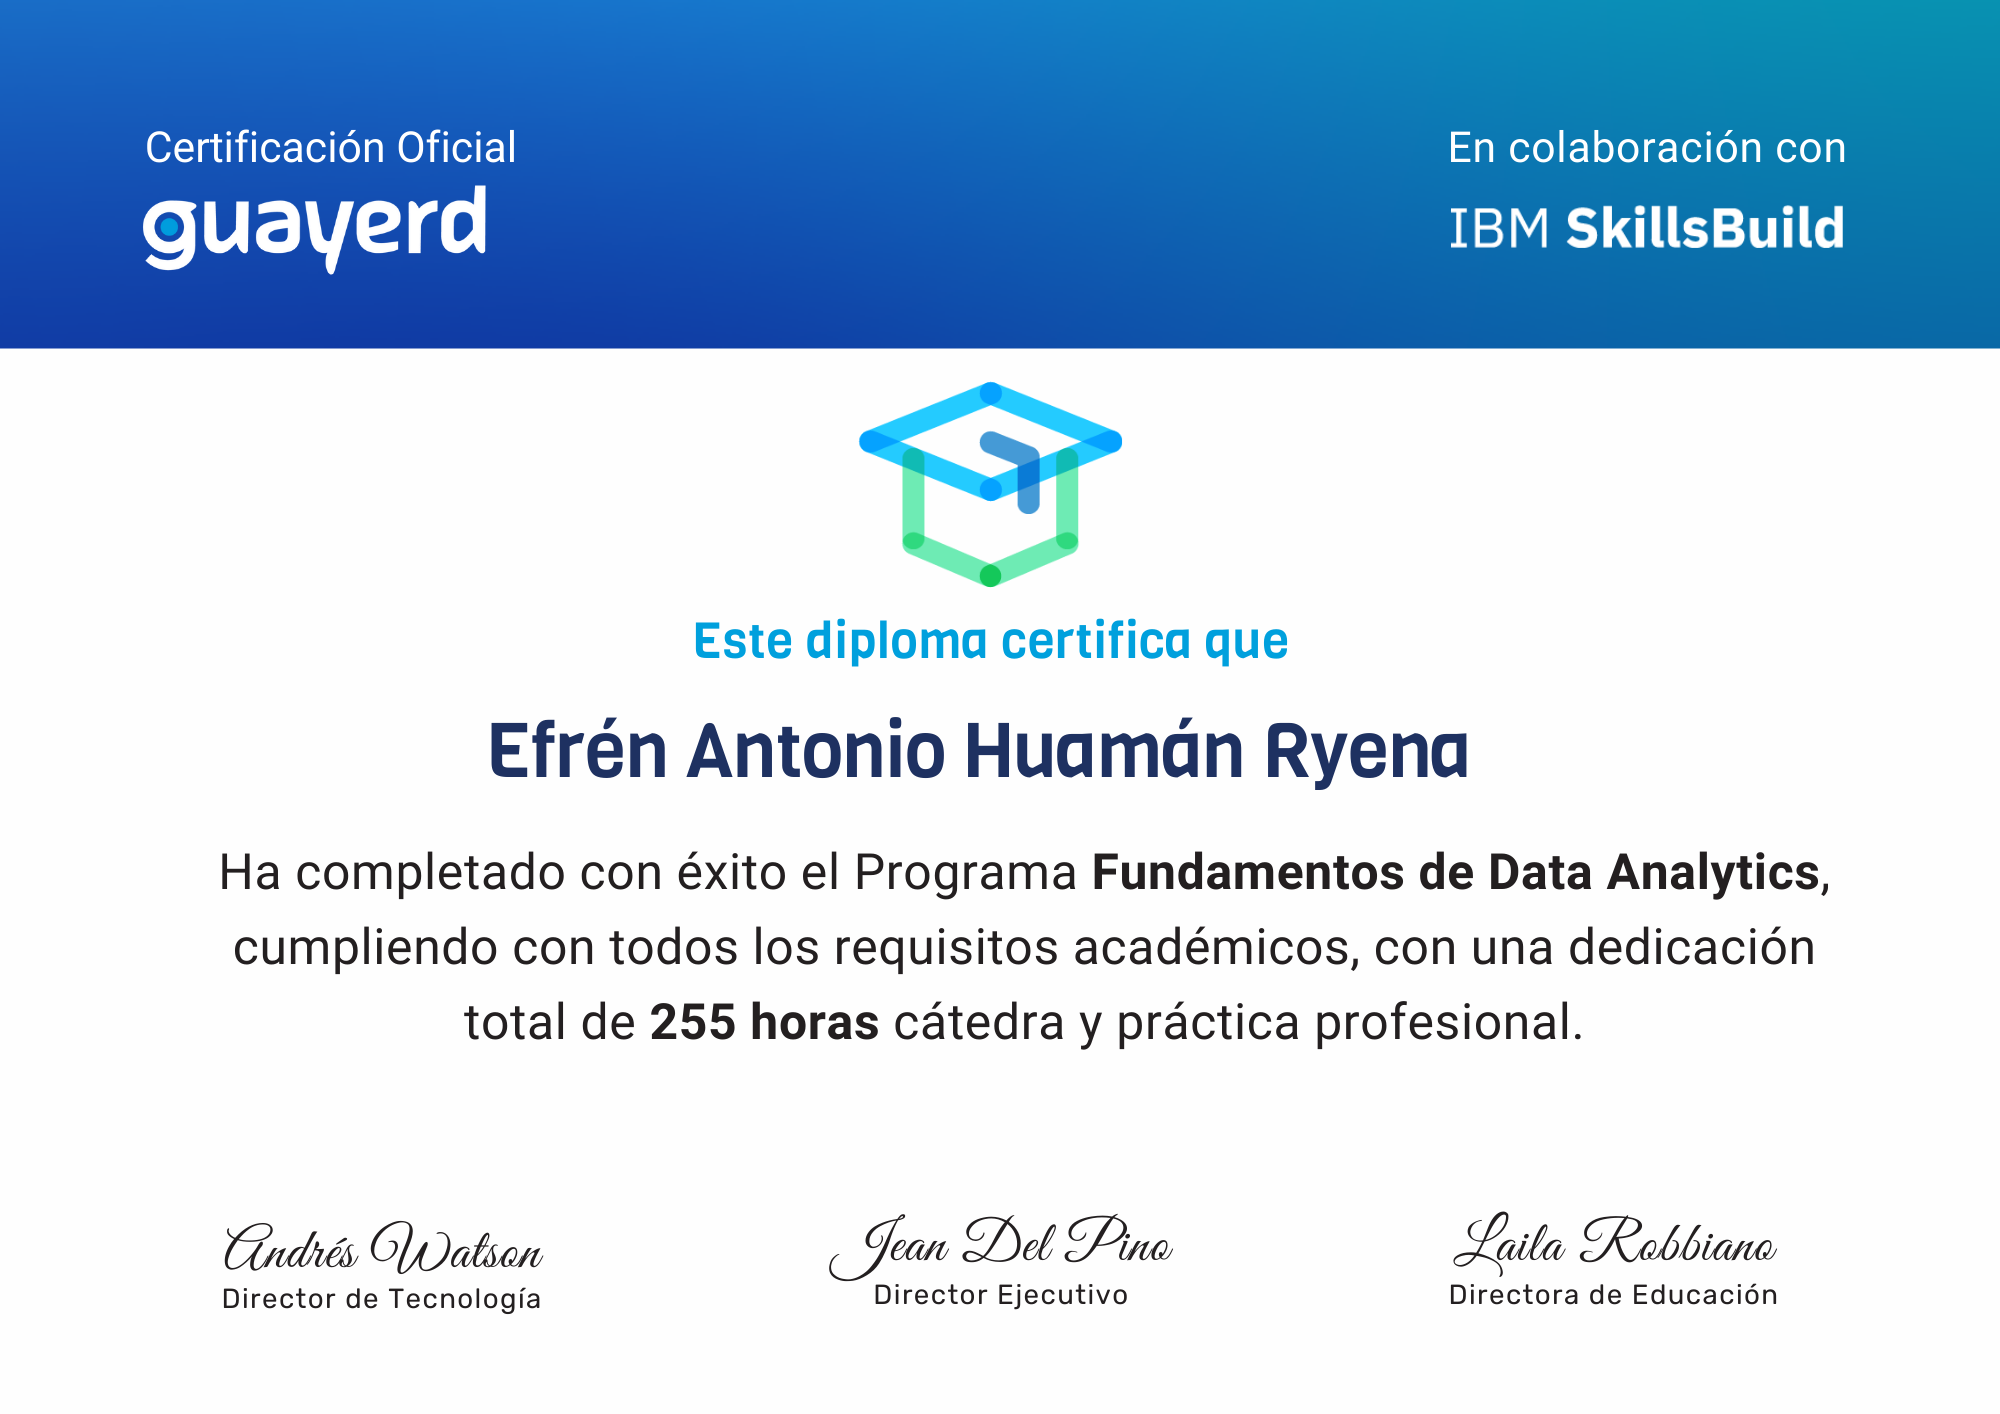 Certificación Oficial
guayerd
En colaboración con
IBM SkillsBuild
Este diploma certifica que
Efrén Antonio Huamán Ryena
Ha completado con éxito el Programa Fundamentos de Data Analytics,
cumpliendo con todos los requisitos académicos, con una dedicación
total de 255 horas cátedra y práctica profesional.
Andrés Watson
Director de Tecnología
Jean Del Pino
Director Ejecutivo
Laila Robbiano
Directora de Educación